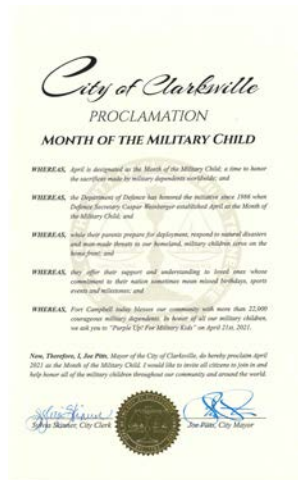 City of Clarksville
PROCLAMATION
MONTH OF THE MILITARY CHILD
WHEREAS, April is designated as the Month of the Military Child; a time to honor
the sacrifices made by military dependents worldwide; and
WHEREAS, the Department of Defense has honored the initiative since 1986 when
Defense Secretary Caspar Weinberger established April as the Month of
the Military Child; and
WHEREAS, while their parents prepare for deployment, respond to natural disasters
and man-made threats to our homeland, military children serve on the
home front; and
WHEREAS, they offer their support and understanding to loved ones whose
commitment to their nation sometimes mean missed birthdays, sports
events and milestones; and
WHEREAS, Fort Campbell today blesses our community with more than 22,000
courageous military dependents. In honor of all our military children,
we ask you to "Purple Up! For Military Kids" on April 21st, 2021.
Now, Therefore, I, Joe Pitts, Mayor of the City of Clarksville, do hereby proclaim April
2021 as the Month of the Military Child. I would like to invite all citizens to join in and
help honor all of the military children throughout our community and around the world.
Sylvia Skinner, City Clerk
Joe Pitts, City Mayor